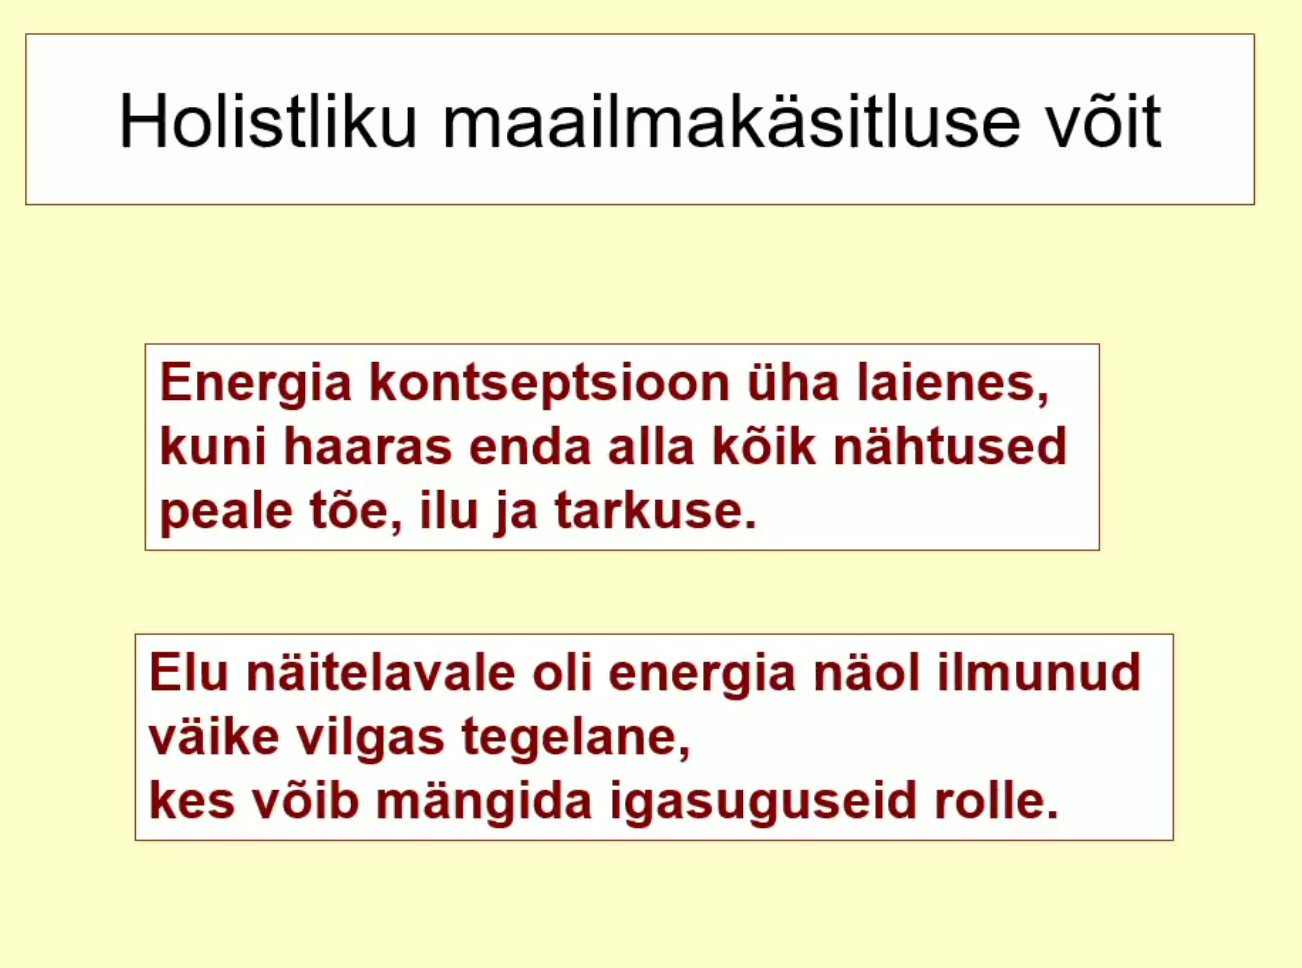 Holistliku maailmakäsitluse võit
Energia kontseptsioon üha laienes,
kuni haaras enda alla kõik nähtused
peale tõe, ilu ja tarkuse.
Elu näitelavale oli energia näol ilmunud
väike vilgas tegelane,
kes võib mängida igasuguseid rolle.